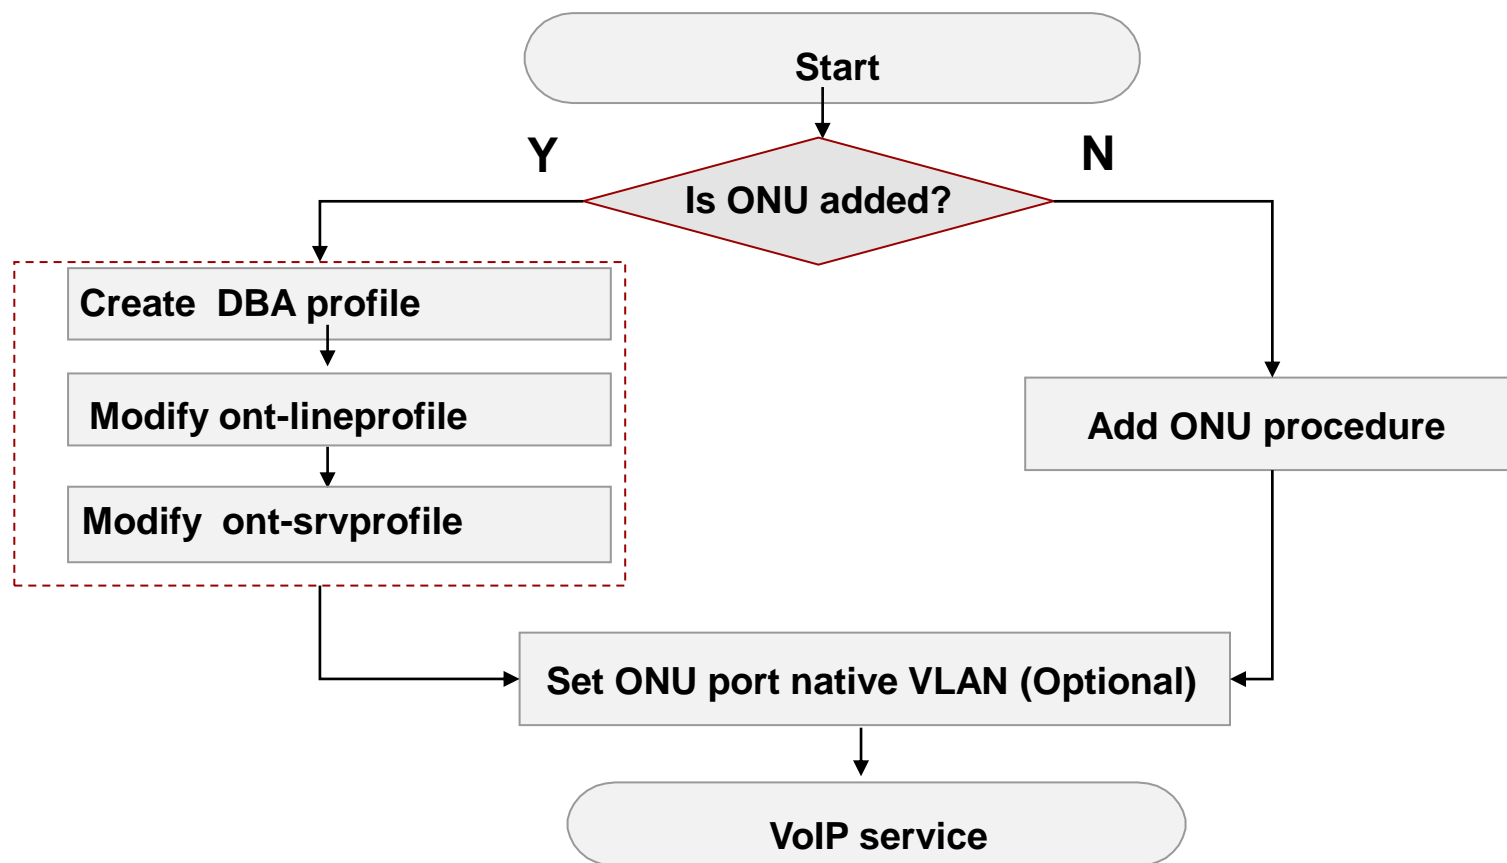 Start
Y
N
Is ONU added?
Create  DBA profile
Modify ont-lineprofile
Add ONU procedure
Modify  ont-srvprofile
Set ONU port native VLAN (Optional)
VoIP service